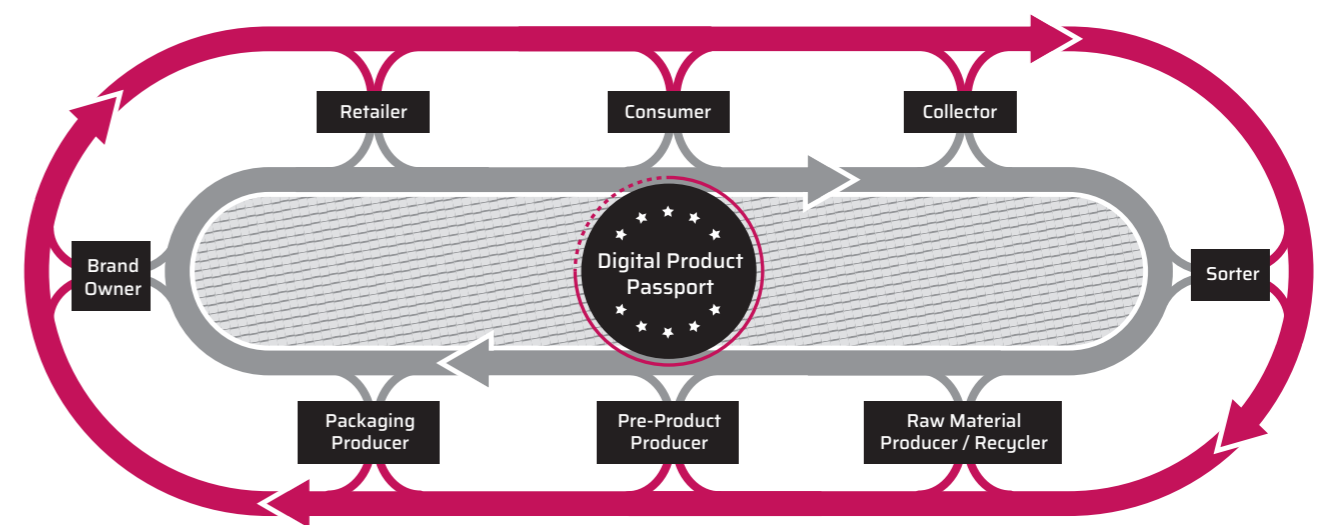 Retailer
Consumer
Collector
Brand
Owner
Digital Product
Passport
Sorter
Packaging
Producer
Pre-Product
Producer
Raw Material
Producer / Recycler